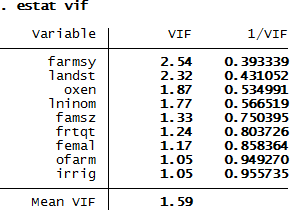 . estat vif
Variable VIF 1/VIF
farmsy 2.54 0.393339
landst 2.32 0.431052
oxen 1.87 0.534991
lninom 1.77 0.566519
famsz 1.33 0.750395
frtqt 1.24 0.803726
femal 1.17 0.858364
ofarm 1.05 0.949270
irrig 1.05 0.955735
Mean VIF 1.59